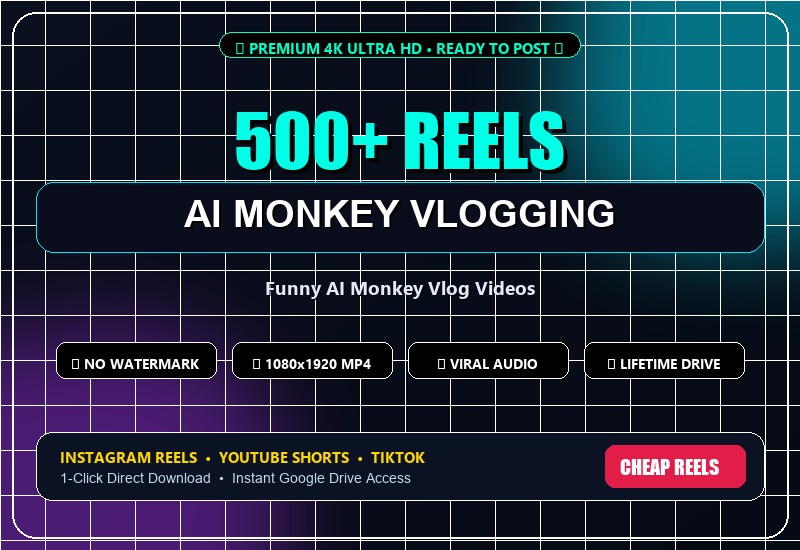 PREMIUM 4K ULTRA HD • READY TO POST
500+ REELS
AI MONKEY VLOGGING
Funny AI Monkey Vlog Videos
NO WATERMARK
1080x1920 MP4
VIRAL AUDIO
LIFETIME DRIVE
INSTAGRAM REELS • YOUTUBE SHORTS • TIKTOK
1-Click Direct Download • Instant Google Drive Access
CHEAP REELS